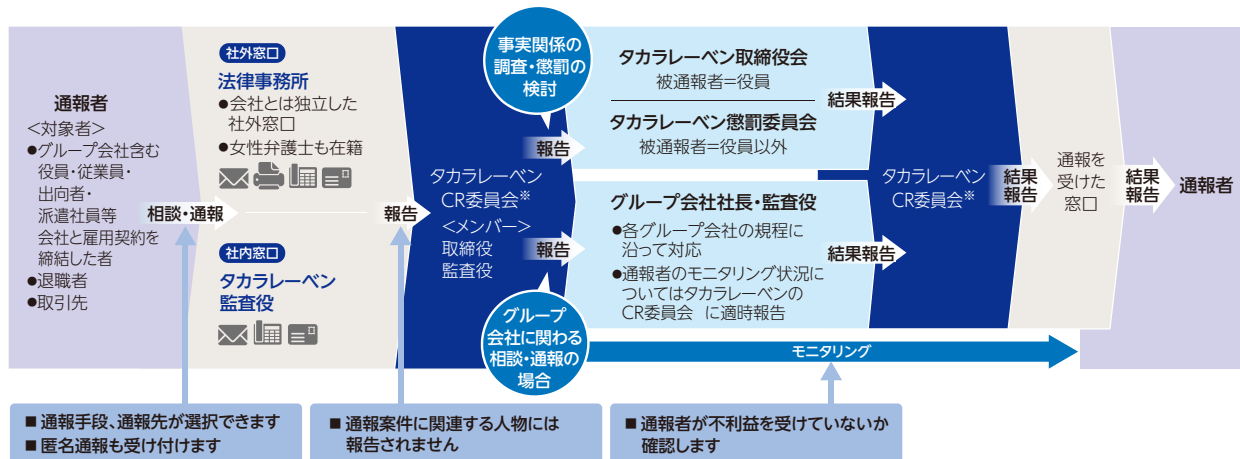 通報者
<対象者>
●グループ会社含む
役員・従業員・
出向者・
派遣社員等
会社と雇用契約を
締結した者
●退職者
●取引先
相談・通報
社外窓口
法律事務所
●会社とは独立した
社外窓口
●女性弁護士も在籍
社内窓口
タカラレーベン
監査役
報告
タカラレーベン
CR委員会※
<メンバー>
取締役
監査役
事実関係の
調査・懲罰の
検討
報告
タカラレーベン取締役会
被通報者=役員
タカラレーベン懲罰委員会
被通報者=役員以外
結果報告
報告
グループ
会社に関わる
相談・通報の
場合
グループ会社社長・監査役
●各グループ会社の規程に
沿って対応
●通報者のモニタリング状況に
ついてはタカラレーベンの
CR委員会 に適時報告
結果報告
タカラレーベン
CR委員会※
結果
報告
通報を
受けた
窓口
結果
報告
通報者
モニタリング
■ 通報手段、通報先が選択できます
■ 匿名通報も受け付けます
■ 通報案件に関連する人物には
報告されません
■ 通報者が不利益を受けていないか
確認します